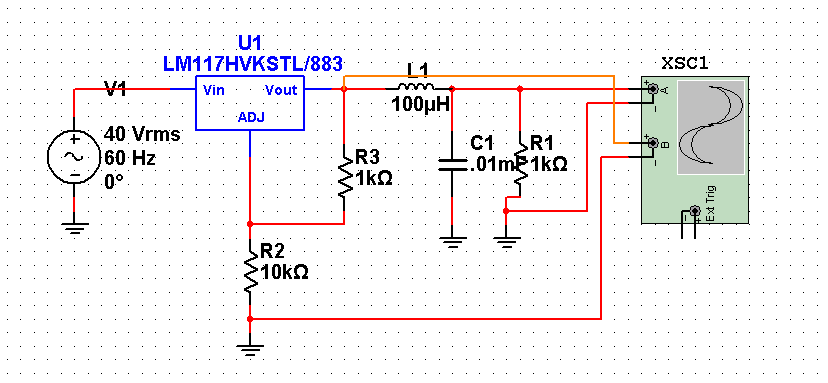 U1
LM117HVKSTL/883
Vin
Vout
ADJ
V1
40 Vrms
60 Hz
0°
L1
100µH
C1
.01mF
R1
1kΩ
R3
1kΩ
R2
10kΩ
XSC1
A
B
Ext Trig